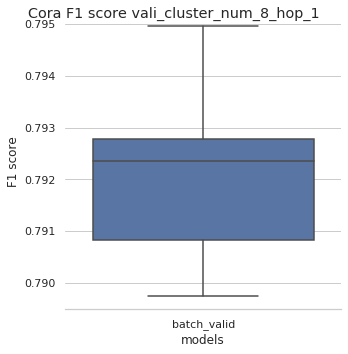 Cora F1 score vali_cluster_num_8_hop_1
0.795
0.794
0.793
0.792
0.791
0.790
F1 score
batch_valid
models